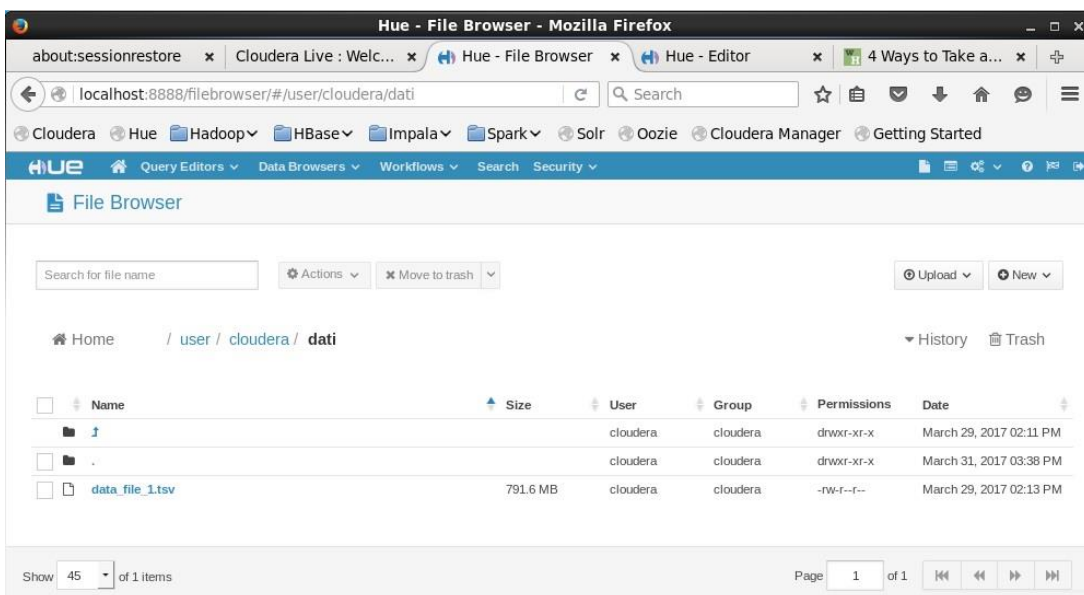 Hue - File Browser - Mozilla Firefox
about:sessionrestore Cloudera Live : Welc... Hue - File Browser Hue - Editor 4 Ways to Take a...
localhost:8888/filebrowser/#/user/cloudera/dati Search
Cloudera Hue Hadoop HBase Impala Spark Solr Oozie Cloudera Manager Getting Started
HUE Query Editors Data Browsers Workflows Search Security
File Browser
Search for file name Actions Move to trash Upload New
Home / user / cloudera / dati History Trash
Name Size User Group Permissions Date
cloudera cloudera drwxr-xr-x March 29, 2017 02:11 PM
. cloudera cloudera drwxr-xr-x March 31, 2017 03:38 PM
data_file_1.tsv 791.6 MB cloudera cloudera -rw-r--r-- March 29, 2017 02:13 PM
Show 45 of 1 items Page 1 of 1